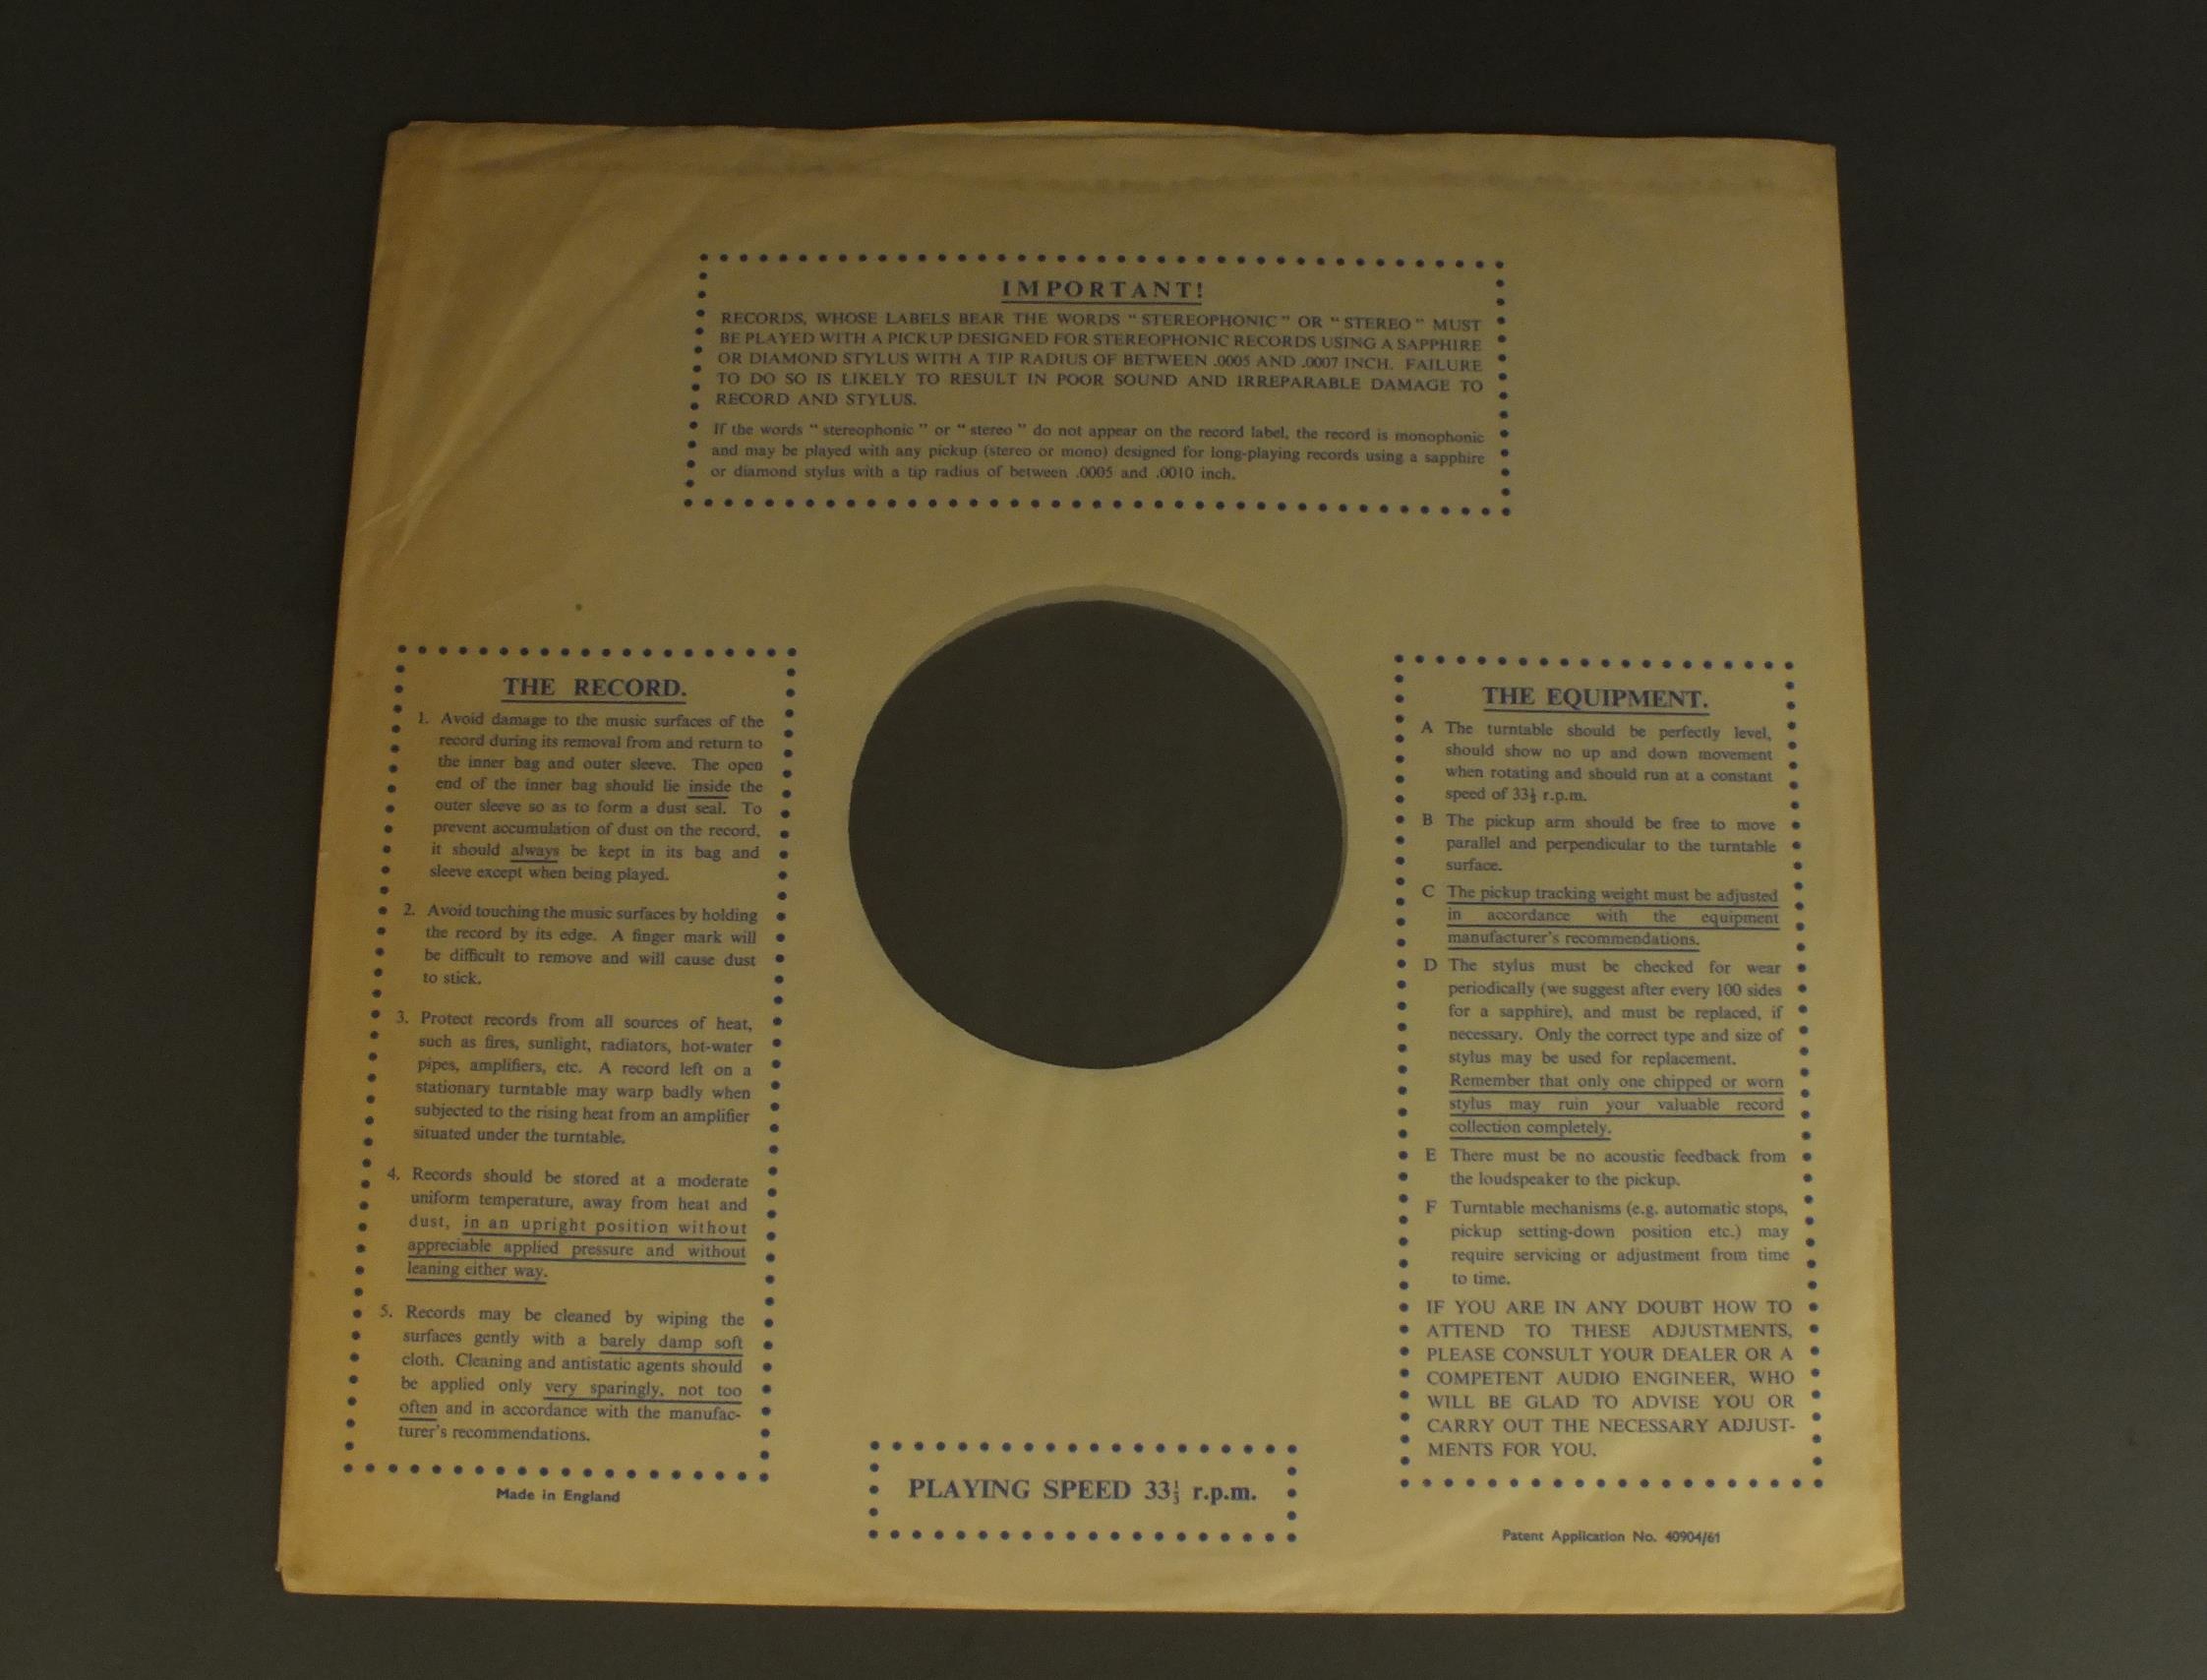 IMPORTANT!
RECORDS, WHOSE LABELS BEAR THE WORDS “ STEREOPHONIC ” OR “ STEREO ” MUST
BE PLAYED WITH A PICKUP DESIGNED FOR STEREOPHONIC RECORDS USING A SAPPHIRE
OR DIAMOND STYLUS WITH A TIP RADIUS OF BETWEEN .0005 AND .0007 INCH. FAILURE
TO DO SO IS LIKELY TO RESULT IN POOR SOUND AND IRREPARABLE DAMAGE TO
RECORD AND STYLUS.
If the words “ stereophonic ” or “ stereo ” do not appear on the record label, the record is monophonic
and may be played with any pickup (stereo or mono) designed for long-playing records using a sapphire
or diamond stylus with a tip radius of between .0005 and .0010 inch.
THE RECORD.
1. Avoid damage to the music surfaces of the
record during its removal from and return to
the inner bag and outer sleeve. The open
end of the inner bag should lie inside the
outer sleeve so as to form a dust seal. To
prevent accumulation of dust on the record,
it should always be kept in its bag and
sleeve except when being played.
2. Avoid touching the music surfaces by holding
the record by its edge. A finger mark will
be difficult to remove and will cause dust
to stick.
3. Protect records from all sources of heat,
such as fires, sunlight, radiators, hot-water
pipes, amplifiers, etc. A record left on a
stationary turntable may warp badly when
subjected to the rising heat from an amplifier
situated under the turntable.
4. Records should be stored at a moderate
uniform temperature, away from heat and
dust, in an upright position without
appreciable applied pressure and without
leaning either way.
5. Records may be cleaned by wiping the
surfaces gently with a barely damp soft
cloth. Cleaning and antistatic agents should
be applied only very sparingly, not too
often and in accordance with the manufac-
turer's recommendations.
Made in England
PLAYING SPEED 33⅓ r.p.m.
THE EQUIPMENT.
A The turntable should be perfectly level,
should show no up and down movement
when rotating and should run at a constant
speed of 33⅓ r.p.m.
B The pickup arm should be free to move
parallel and perpendicular to the turntable
surface.
C The pickup tracking weight must be adjusted
in accordance with the equipment
manufacturer's recommendations.
D The stylus must be checked for wear
periodically (we suggest after every 100 sides
for a sapphire), and must be replaced, if
necessary. Only the correct type and size of
stylus may be used for replacement.
Remember that only one chipped or worn
stylus may ruin your valuable record
collection completely.
E There must be no acoustic feedback from
the loudspeaker to the pickup.
F Turntable mechanisms (e.g. automatic stops,
pickup setting-down position etc.) may
require servicing or adjustment from time
to time.
IF YOU ARE IN ANY DOUBT HOW TO
ATTEND TO THESE ADJUSTMENTS,
PLEASE CONSULT YOUR DEALER OR A
COMPETENT AUDIO ENGINEER, WHO
WILL BE GLAD TO ADVISE YOU OR
CARRY OUT THE NECESSARY ADJUST-
MENTS FOR YOU.
Patent Application No. 40904/61